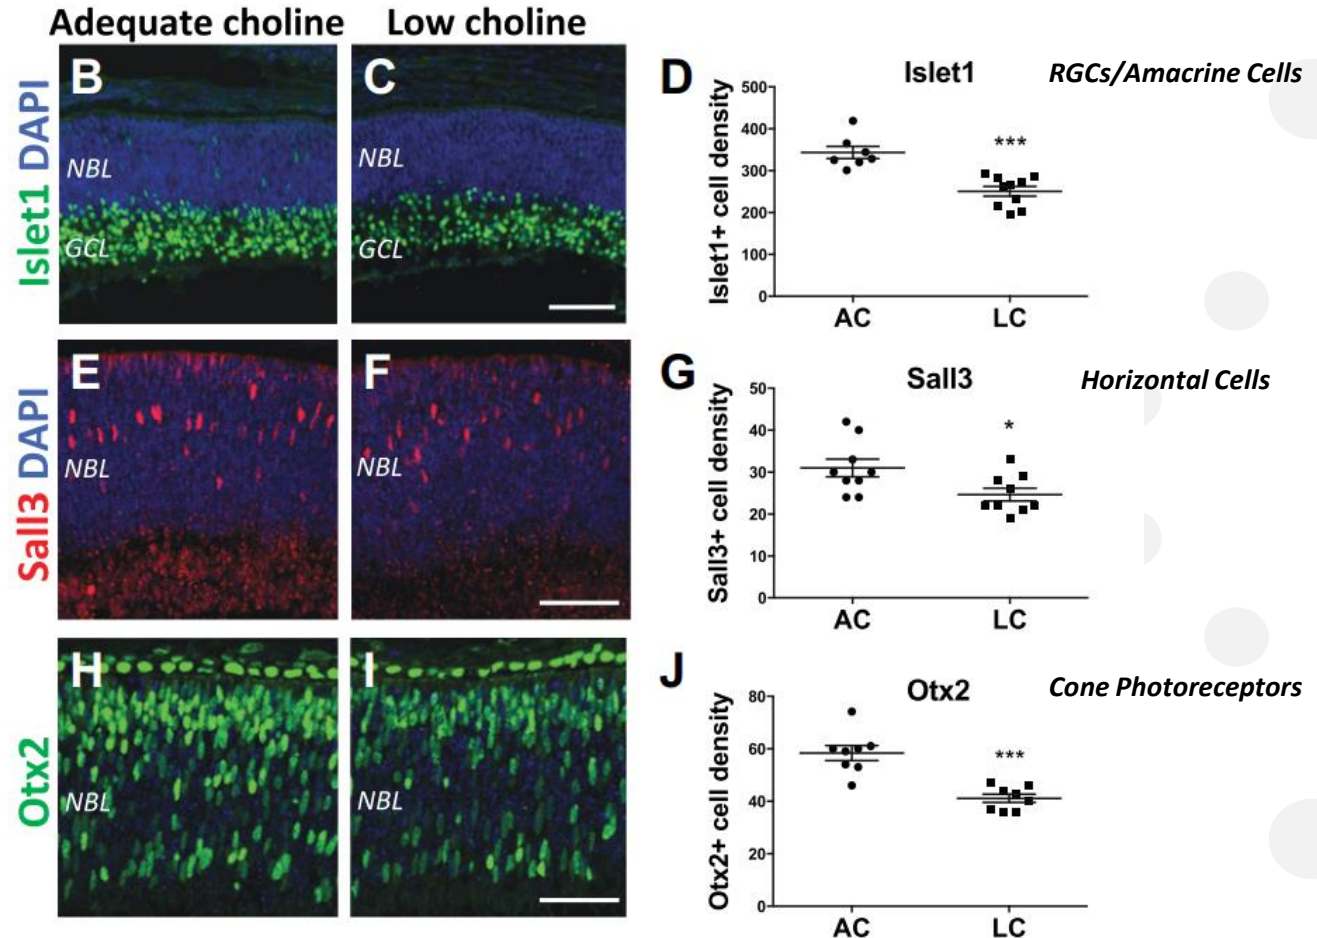 Adequate choline
Low choline
Islet1 DAPI
B
NBL
GCL
C
NBL
GCL
D
Islet1
RGCs/Amacrine Cells
Islet1+ cell density
500
400
300
200
100
0
***
AC
LC
Sall3 DAPI
E
NBL
F
NBL
G
Sall3
Horizontal Cells
Sall3+ cell density
50
40
30
20
10
0
*
AC
LC
Otx2
H
NBL
I
NBL
J
Otx2
Cone Photoreceptors
Otx2+ cell density
80
60
40
20
0
***
AC
LC